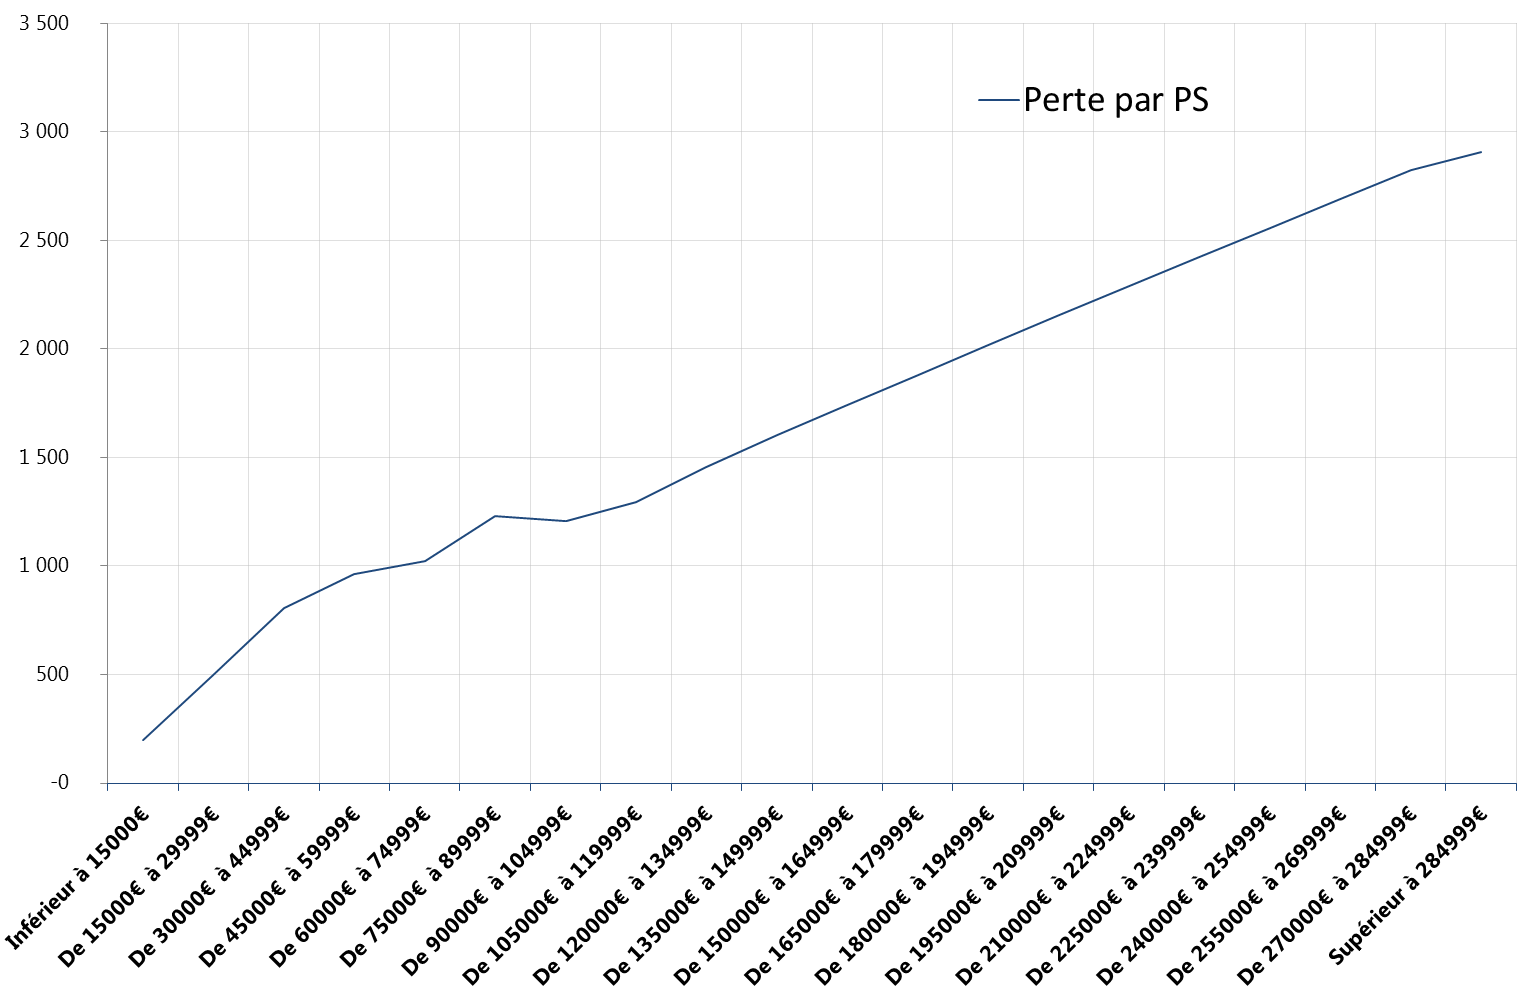 3 500
3 000
2 500
2 000
1 500
1 000
500
-0
Perte par PS
Inférieur à 15000€
De 15000€ à 29999€
De 30000€ à 44999€
De 45000€ à 59999€
De 60000€ à 74999€
De 75000€ à 89999€
De 90000€ à 104999€
De 105000€ à 119999€
De 120000€ à 134999€
De 135000€ à 149999€
De 150000€ à 164999€
De 165000€ à 179999€
De 180000€ à 194999€
De 195000€ à 209999€
De 210000€ à 224999€
De 225000€ à 239999€
De 240000€ à 254999€
De 255000€ à 269999€
De 270000€ à 284999€
Supérieur à 284999€